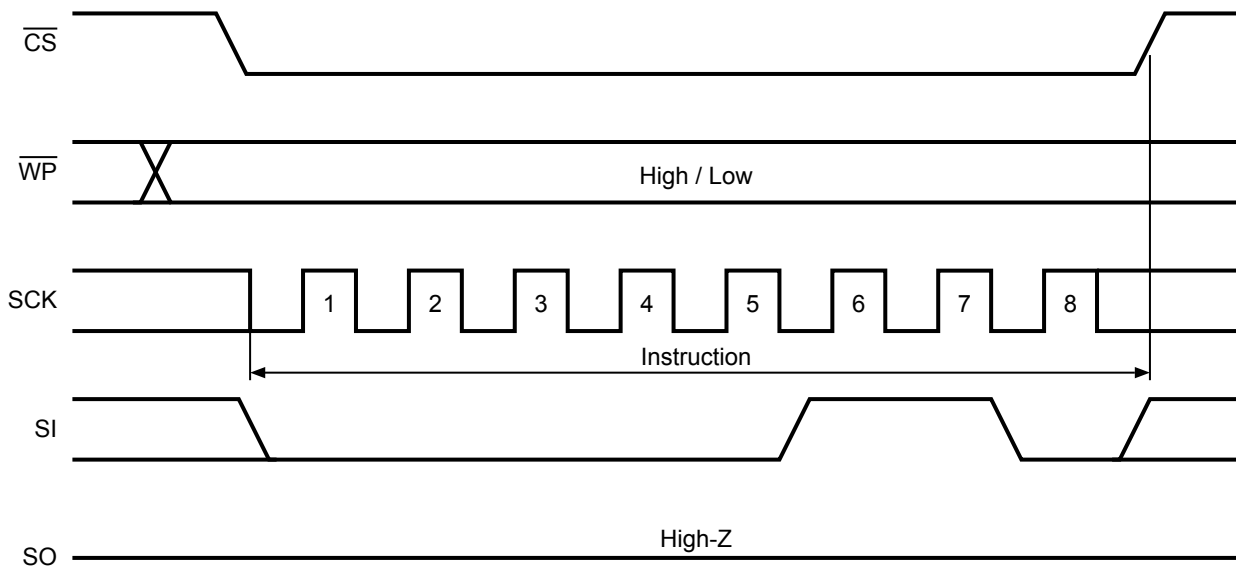 CS
WP
High / Low
SCK
1 2 3 4 5 6 7 8
Instruction
SI
High-Z
SO